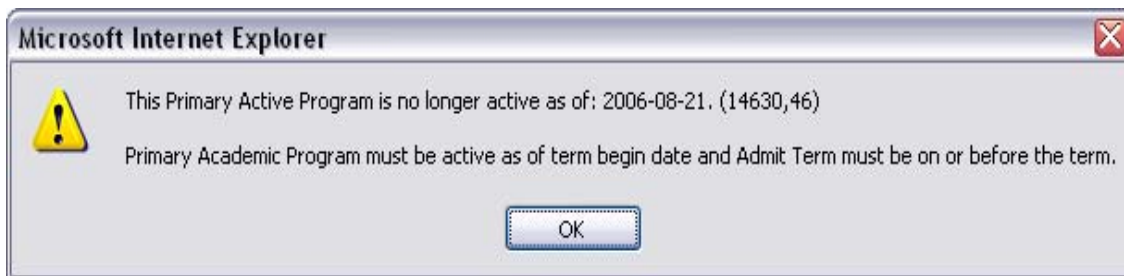 Microsoft Internet Explorer
This Primary Active Program is no longer active as of: 2006-08-21. (14630,46)
Primary Academic Program must be active as of term begin date and Admit Term must be on or before the term.
OK